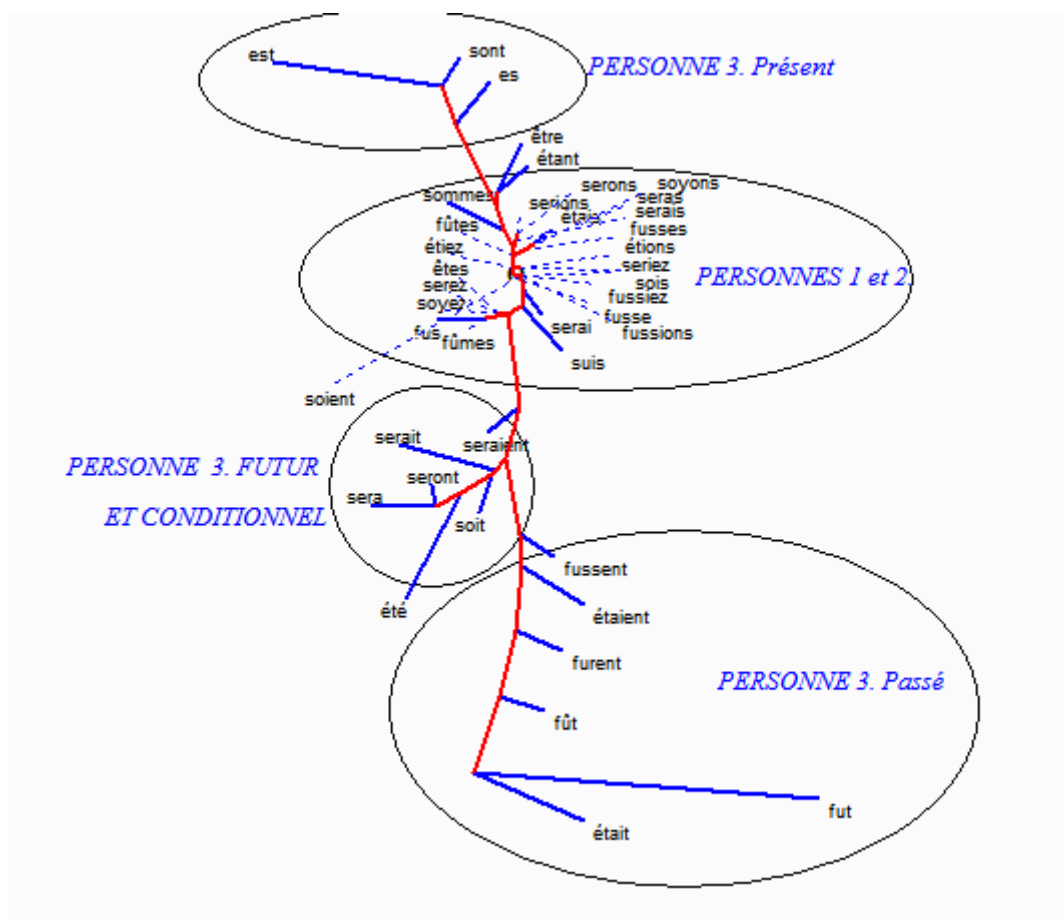 est
sont
es
PERSONNE 3. Présent
être
étant
sommes
serons
soyons
serions
seras
étais
serais
fûtes
fusses
étiez
étions
êtes
seriez
PERSONNES 1 et 2.
serez
sois
soyez
fussiez
fus
serai
fusse
fûmes
fussions
suis
soient
serait
seraient
PERSONNE 3. FUTUR
seront
sera
ET CONDITIONNEL
soit
fussent
été
étaient
furent
PERSONNE 3. Passé
fût
fut
était